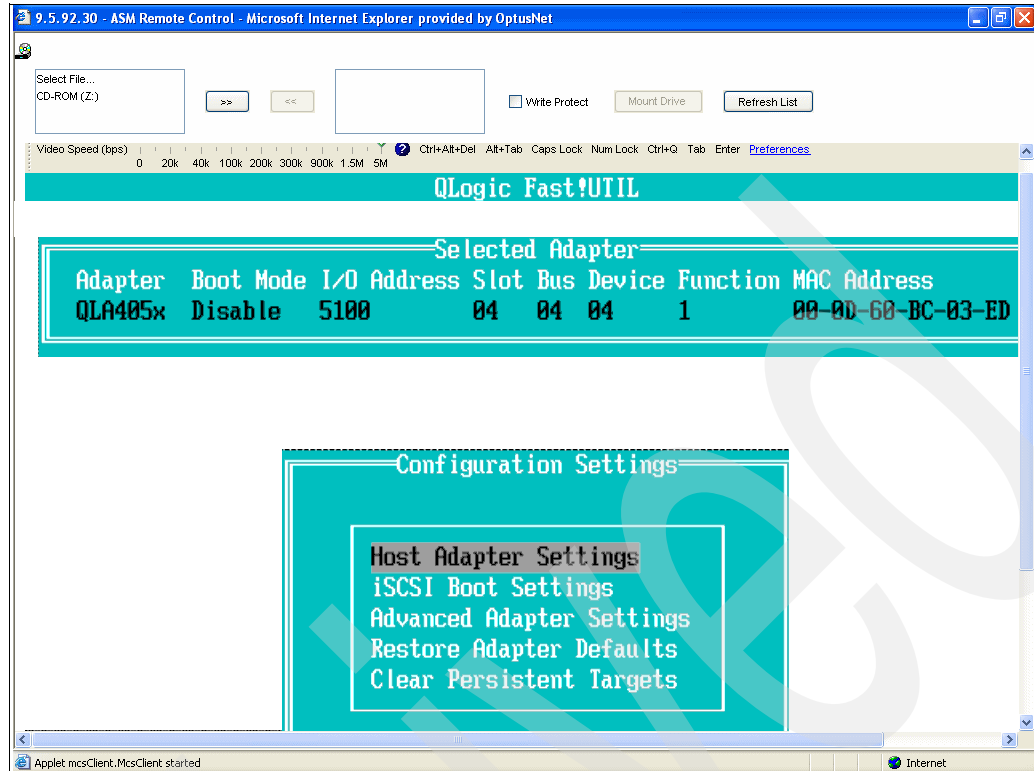 9.5.92.30 - ASM Remote Control - Microsoft Internet Explorer provided by OptusNet
Select File...
CD-ROM (Z:)
>>
<<
Write Protect
Mount Drive
Refresh List
Video Speed (bps)
0 20k 40k 100k 200k 300k 900k 1.5M 5M
? Ctrl+Alt+Del Alt+Tab Caps Lock Num Lock Ctrl+Q Tab Enter Preferences
QLogic Fast!UTIL
Selected Adapter
Adapter Boot Mode I/O Address Slot Bus Device Function MAC Address
QLA405x Disable 5100 04 04 04 1 00-0D-60-BC-03-ED
Configuration Settings
Host Adapter Settings
iSCSI Boot Settings
Advanced Adapter Settings
Restore Adapter Defaults
Clear Persistent Targets
Applet mcsClient.McsClient started
Internet